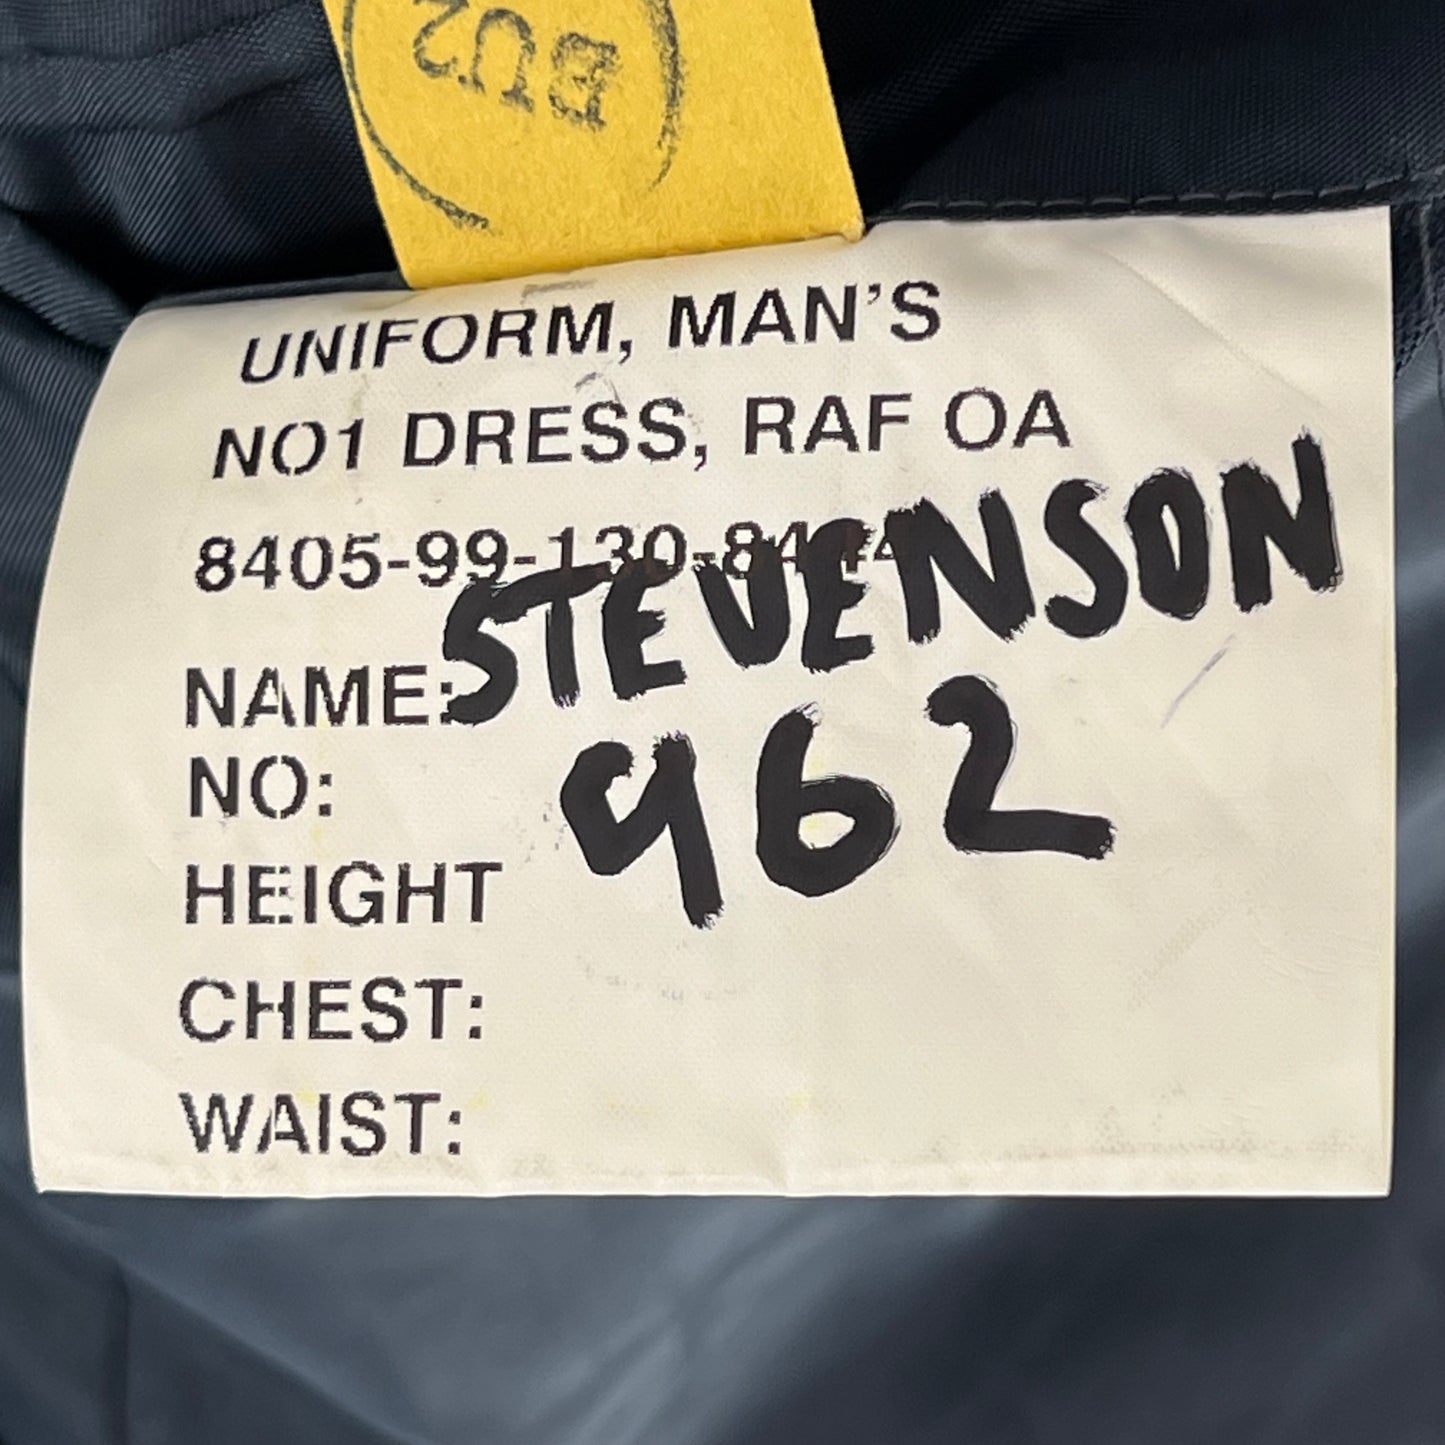 BU2
UNIFORM, MAN'S
NO1 DRESS, RAF OA
NAME: STEVENSON
NO: 962
HEIGHT
CHEST:
WAIST: